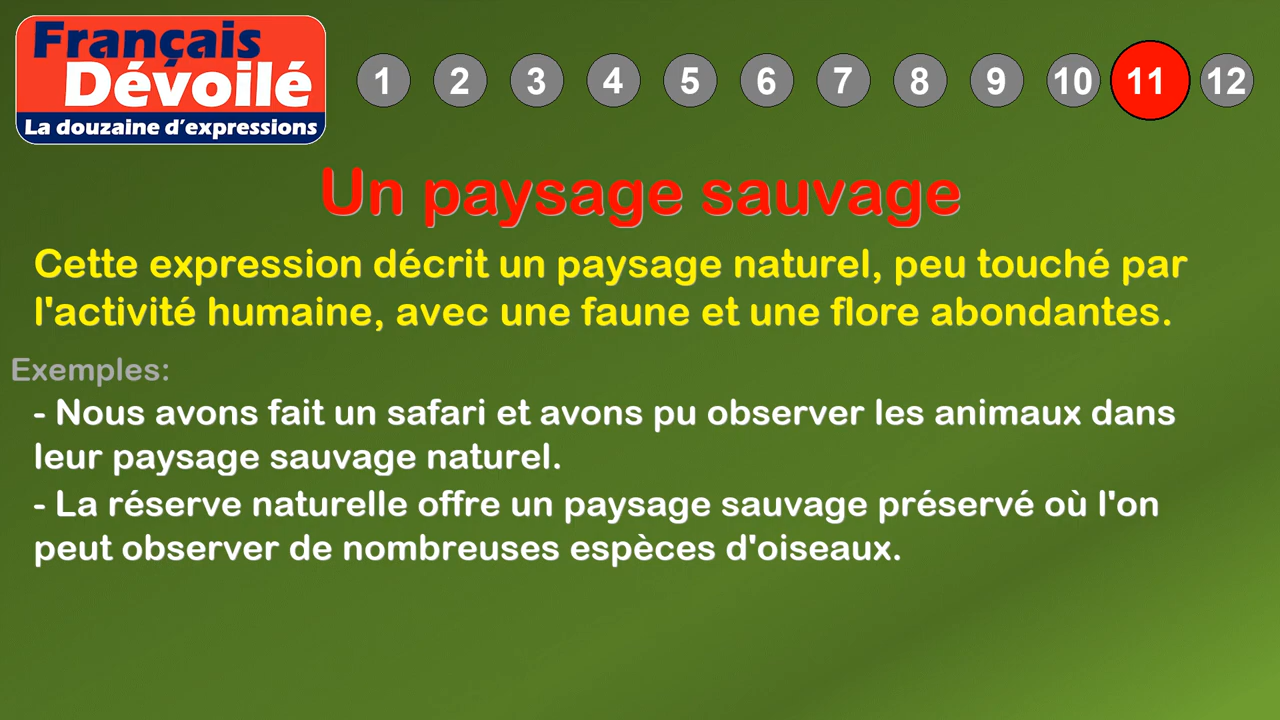 Français
Dévoilé
La douzaine d'expressions
1 2 3 4 5 6 7 8 9 10 11 12
Un paysage sauvage
Cette expression décrit un paysage naturel, peu touché par
l'activité humaine, avec une faune et une flore abondantes.
Exemples:
- Nous avons fait un safari et avons pu observer les animaux dans
leur paysage sauvage naturel.
- La réserve naturelle offre un paysage sauvage préservé où l'on
peut observer de nombreuses espèces d'oiseaux.